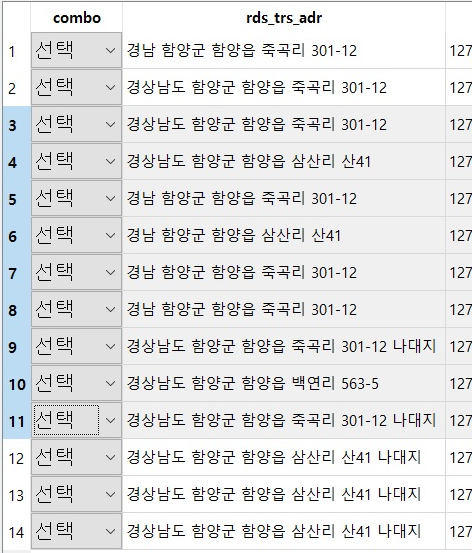 combo rds_trs_adr
1 선택 경남 함양군 함양읍 죽곡리 301-12 127
2 선택 경상남도 함양군 함양읍 죽곡리 301-12 127
3 선택 경상남도 함양군 함양읍 죽곡리 301-12 127
4 선택 경상남도 함양군 함양읍 삼산리 산41 127
5 선택 경남 함양군 함양읍 죽곡리 301-12 127
6 선택 경남 함양군 함양읍 삼산리 산41 127
7 선택 경남 함양군 함양읍 죽곡리 301-12 127
8 선택 경남 함양군 함양읍 죽곡리 301-12 127
9 선택 경상남도 함양군 함양읍 죽곡리 301-12 나대지 127
10 선택 경상남도 함양군 함양읍 백연리 563-5 127
11 선택 경상남도 함양군 함양읍 죽곡리 301-12 나대지 127
12 선택 경상남도 함양군 함양읍 삼산리 산41 나대지 127
13 선택 경상남도 함양군 함양읍 삼산리 산41 나대지 127
14 선택 경상남도 함양군 함양읍 삼산리 산41 나대지 127